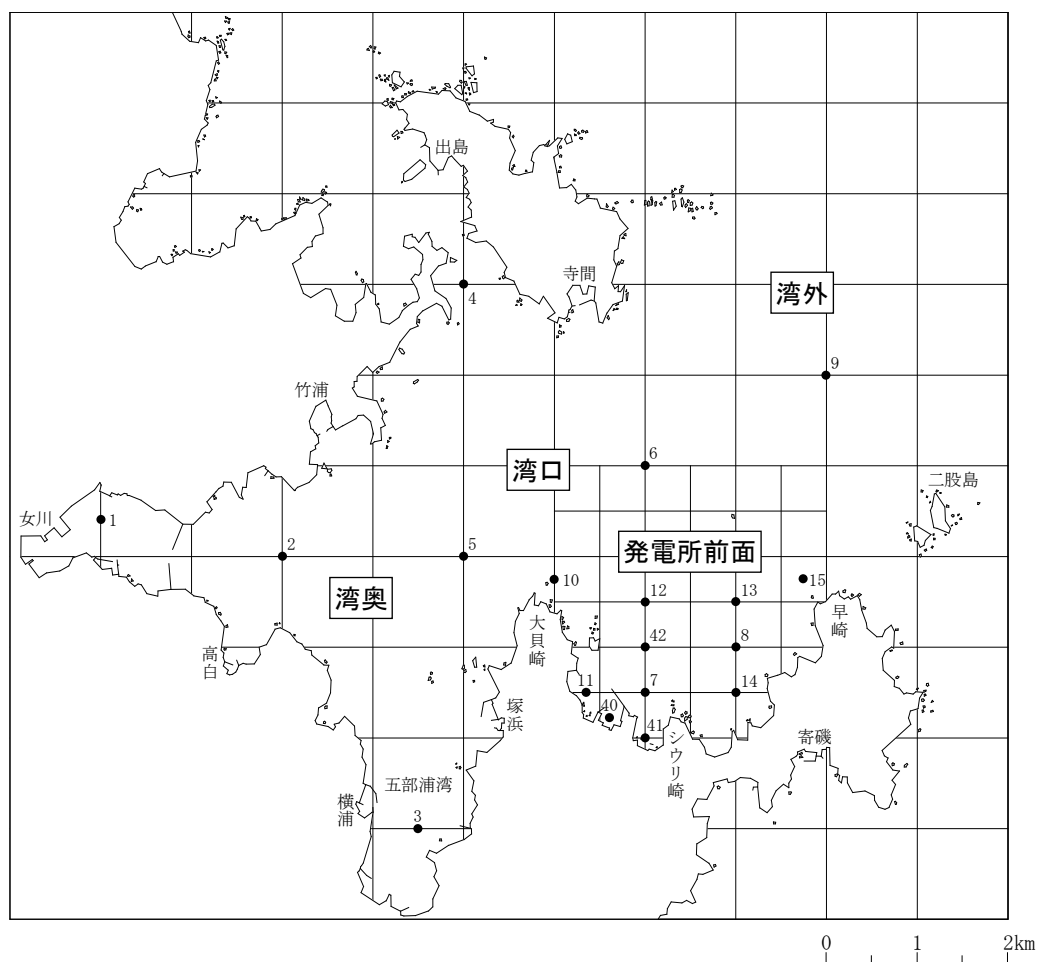 出島
寺間
湾外
4
9
竹浦
湾口
6
二股島
女川
1
2
5
発電所前面
10
15
湾奥
12
13
早崎
大貝崎
42
8
高白
11
7
14
40
塚浜
41
シウリ崎
寄磯
五部浦湾
横浦
3
0 1 2km